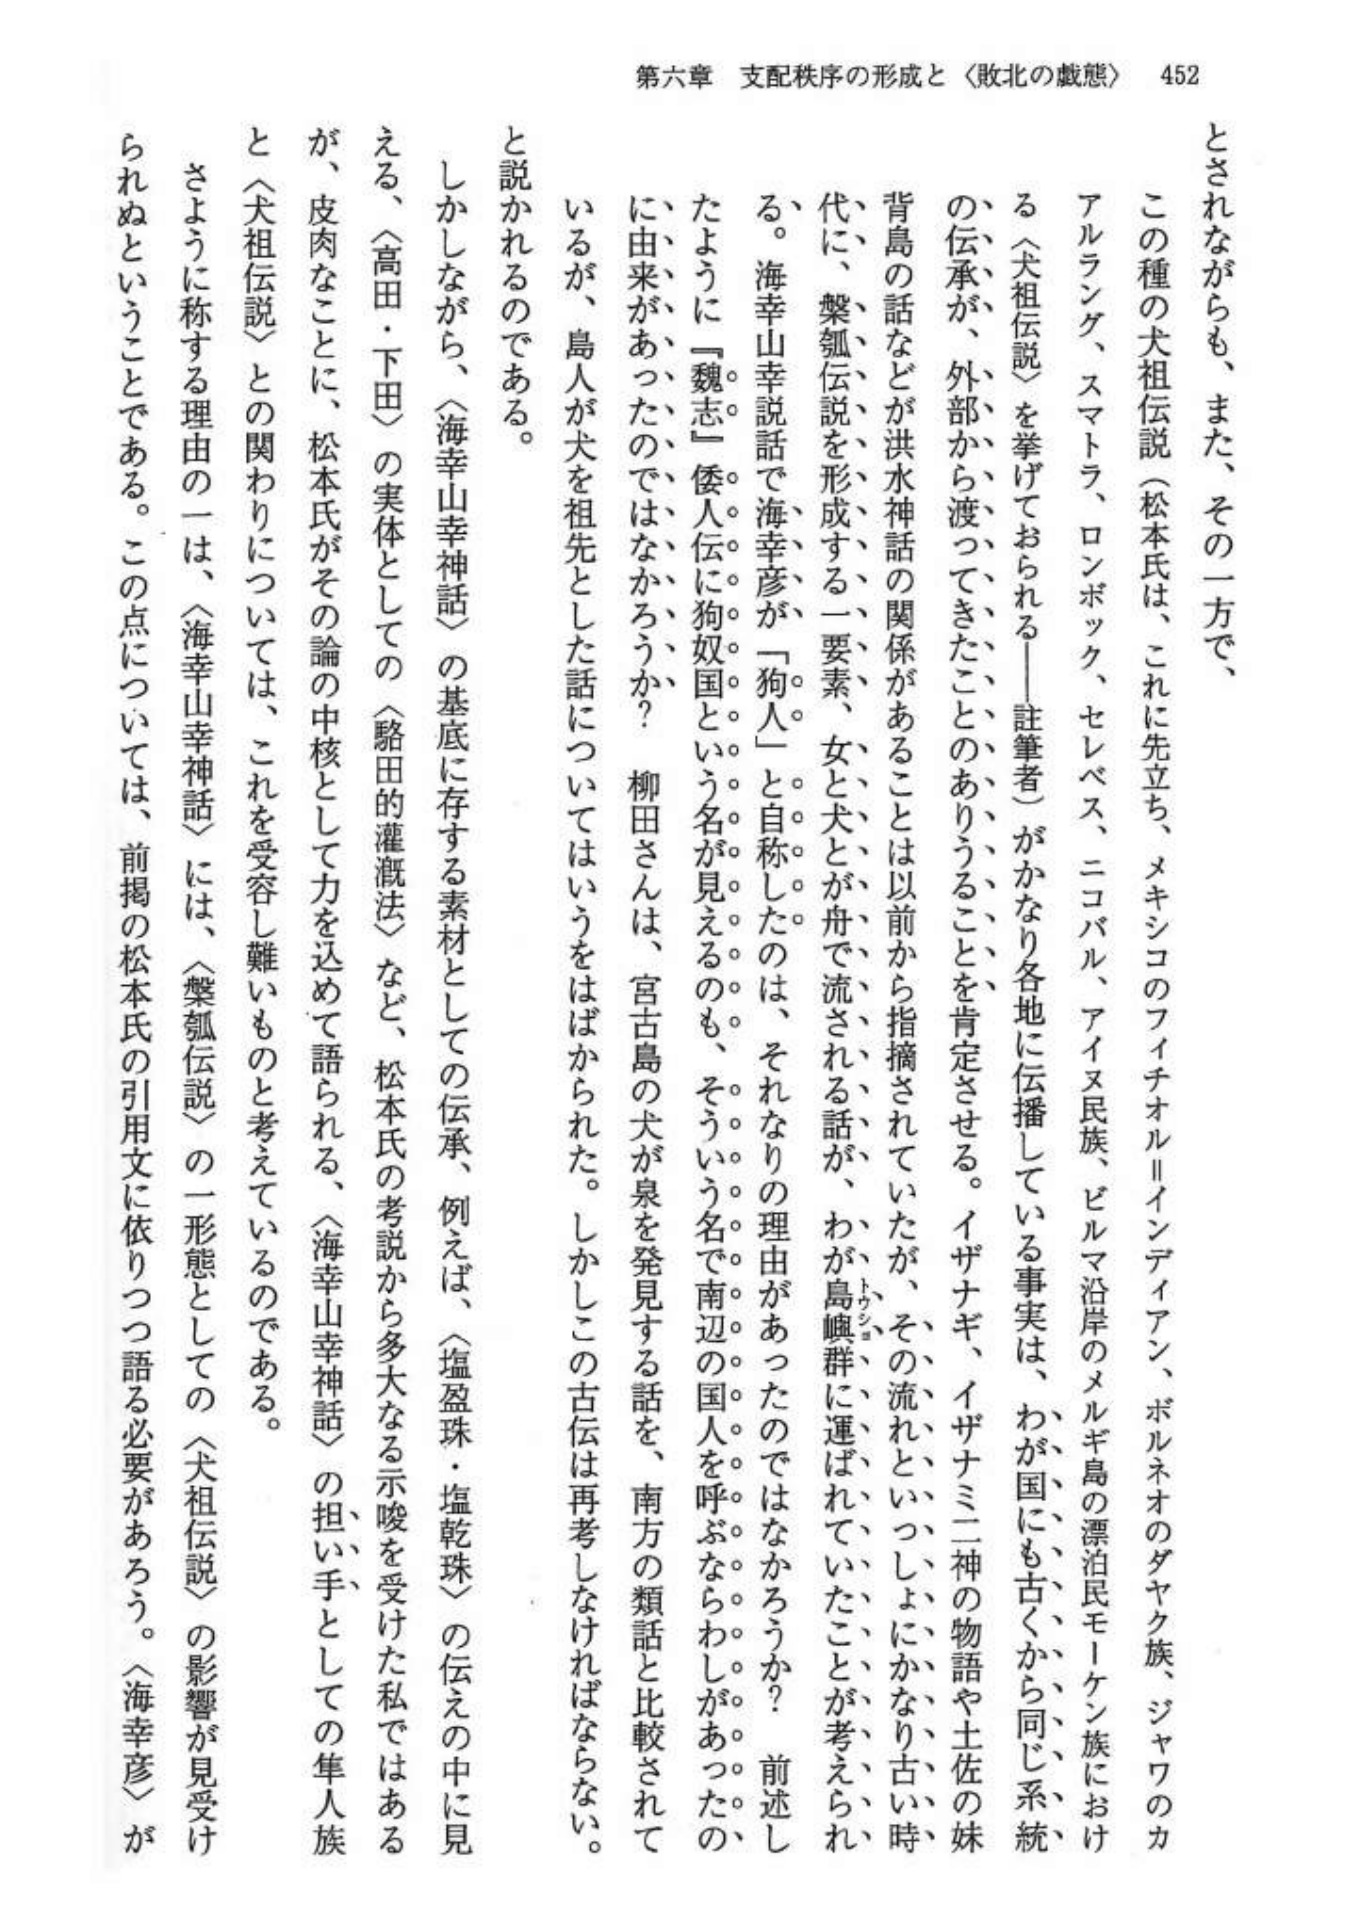 第六章　支配秩序の形成と〈敗北の戯態〉　452
とされながらも、また、その一方で、
この種の犬祖伝説（松本氏は、これに先立ち、メキシコのフィチオル＝インディアン、ボルネオのダヤク族、ジャワのカ
アルラング、スマトラ、ロンボック、セレベス、ニコバル、アイヌ民族、ビルマ沿岸のメルギ島の漂泊民モーケン族におけ
る〈犬祖伝説〉を挙げておられる――註筆者）がかなり各地に伝播している事実は、わが国にも古くから同じ系統
の伝承が、外部から渡ってきたことのありうることを肯定させる。イザナギ、イザナミ二神の物語や土佐の妹
背島の話などが洪水神話の関係があることは以前から指摘されていたが、その流れといっしょにかなり古い時
代に、槃瓠伝説を形成する一要素、女と犬とが舟で流される話が、わが島嶼群に運ばれていたことが考えられ
トウショ
る。海幸山幸説話で海幸彦が「狗人」と自称したのは、それなりの理由があったのではなかろうか？　前述し
たように『魏志』倭人伝に狗奴国という名が見えるのも、そういう名で南辺の国人を呼ぶならわしがあったの
に由来があったのではなかろうか？　柳田さんは、宮古島の犬が泉を発見する話を、南方の類話と比較されて
いるが、島人が犬を祖先とした話についてはいうをはばかられた。しかしこの古伝は再考しなければならない。
と説かれるのである。
しかしながら、〈海幸山幸神話〉の基底に存する素材としての伝承、例えば、〈塩盈珠・塩乾珠〉の伝えの中に見
える、〈高田・下田〉の実体としての〈駱田的灌漑法〉など、松本氏の考説から多大なる示唆を受けた私ではある
が、皮肉なことに、松本氏がその論の中核として力を込めて語られる、〈海幸山幸神話〉の担い手としての隼人族
と〈犬祖伝説〉との関わりについては、これを受容し難いものと考えているのである。
さように称する理由の一は、〈海幸山幸神話〉には、〈槃瓠伝説〉の一形態としての〈犬祖伝説〉の影響が見受け
られぬということである。この点については、前掲の松本氏の引用文に依りつつ語る必要があろう。〈海幸彦〉が